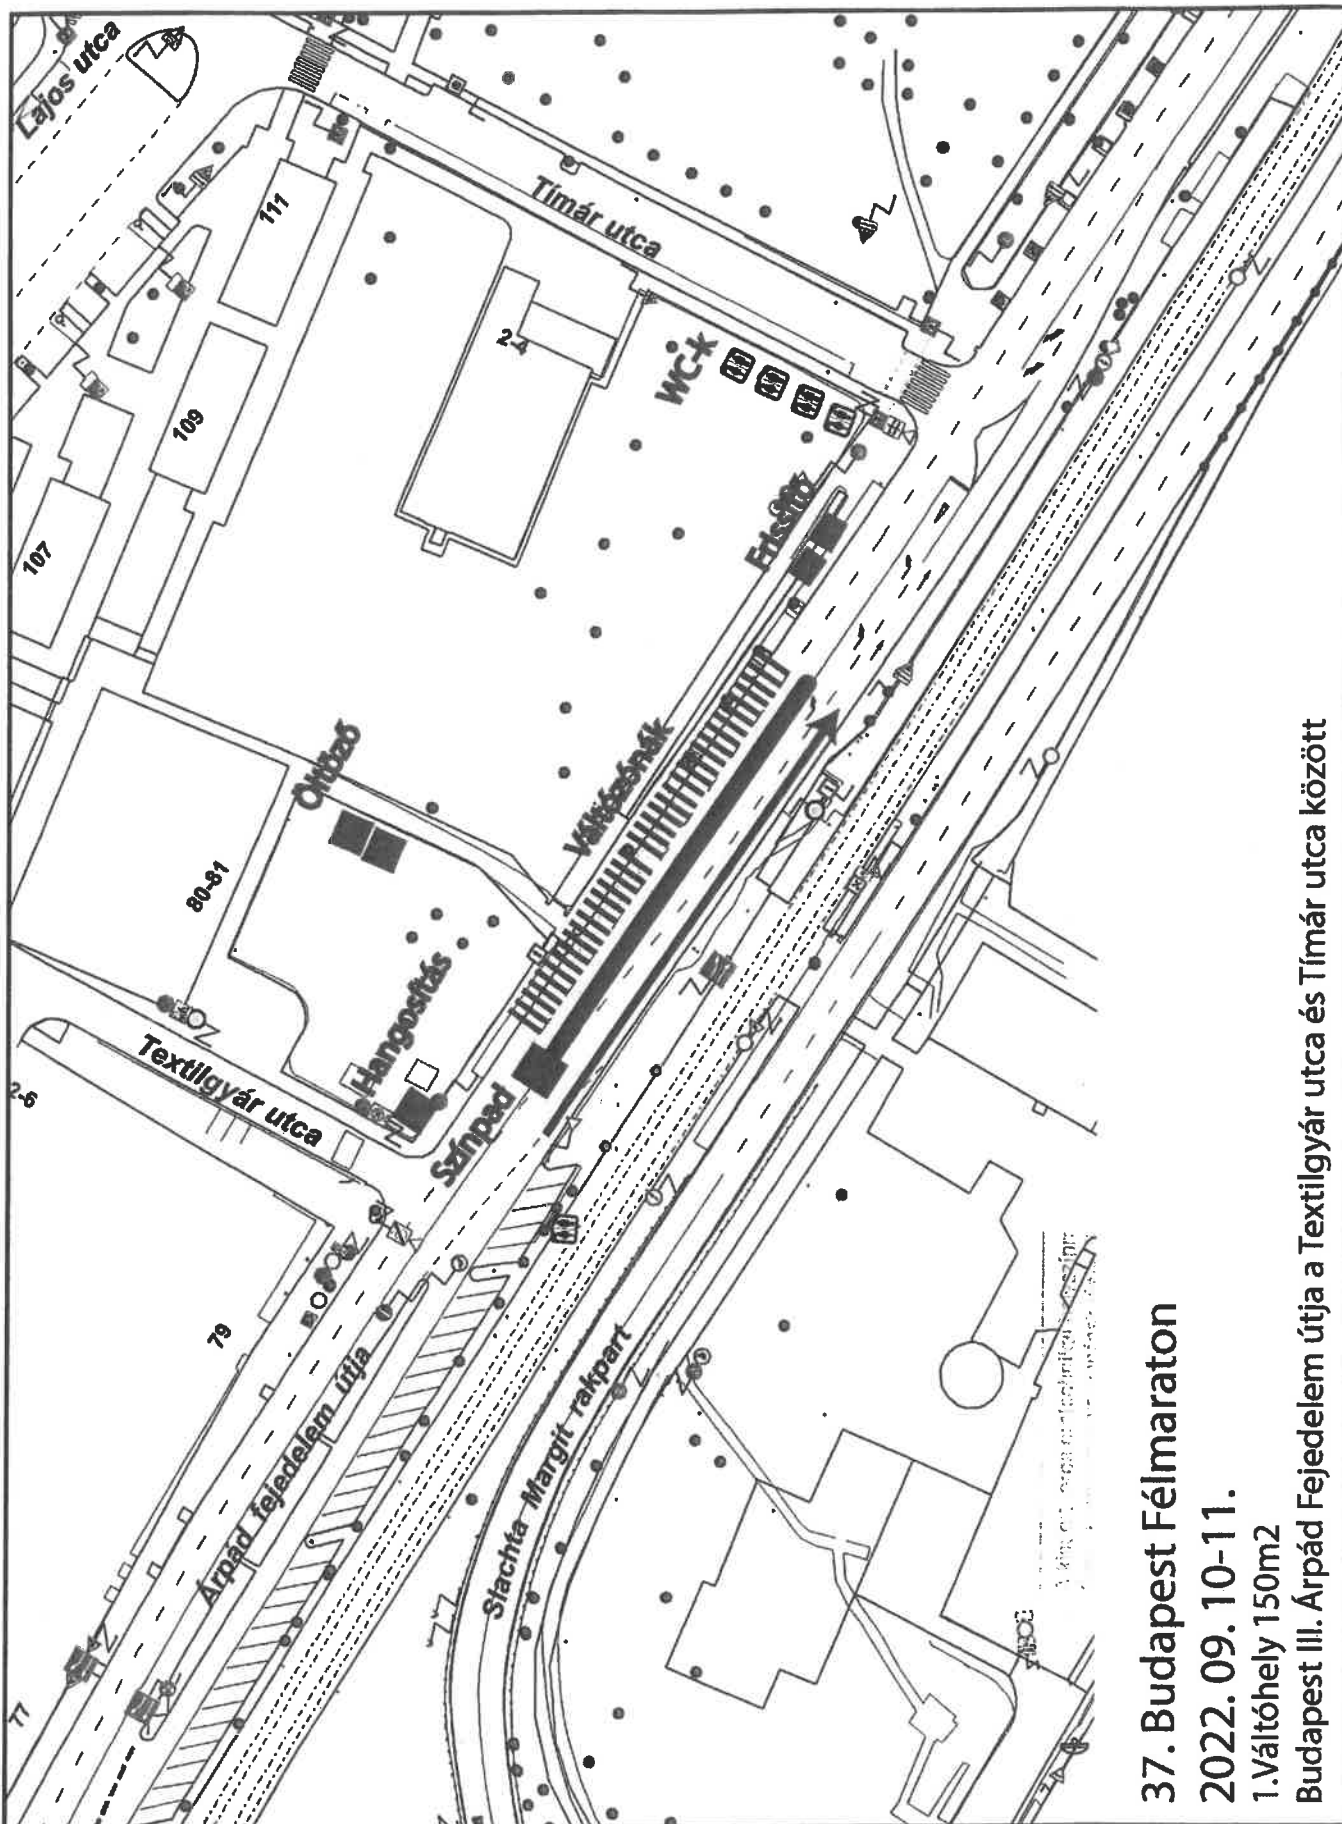 Lajos utca
111
109
107
Tímár utca
2-4
WC-k
Frissítő
Öltöző
Váltózónák
80-81
Hangosítás
Textilgyár utca
2-6
Színpad
79
Árpád fejedelem útja
Slachta Margit rakpart
77
37. Budapest Félmaraton
2022. 09. 10-11.
1.Váltóhely 150m2
Budapest III. Árpád Fejedelem útja a Textilgyár utca és Tímár utca között